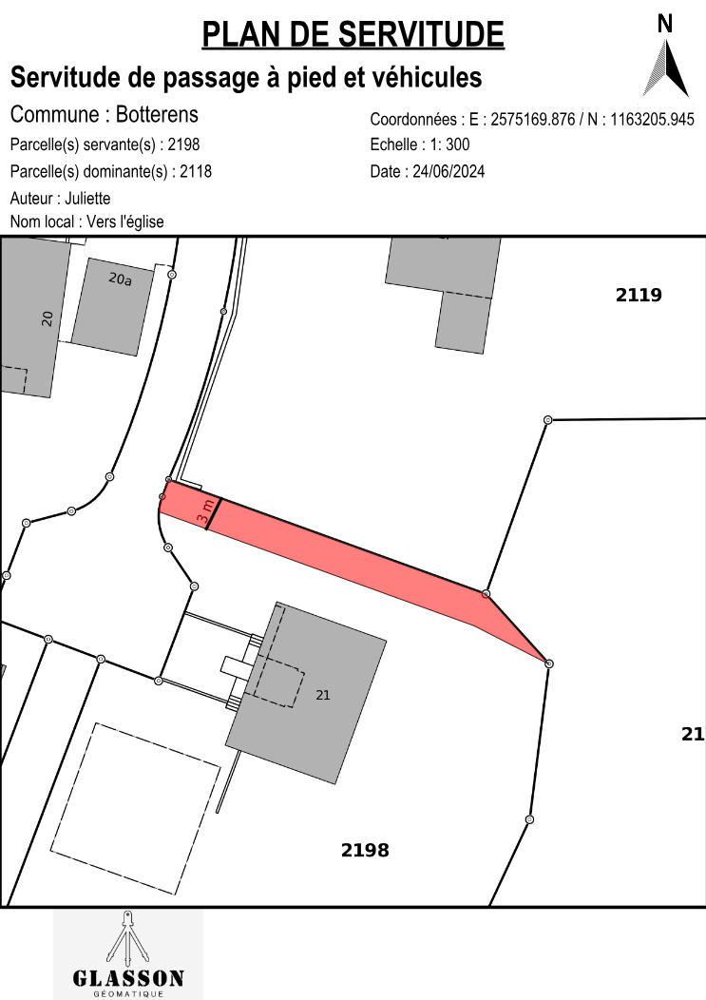 PLAN DE SERVITUDE
N
Servitude de passage à pied et véhicules
Commune : Botterens
Coordonnées : E : 2575169.876 / N : 1163205.945
Parcelle(s) servante(s) : 2198
Echelle : 1: 300
Parcelle(s) dominante(s) : 2118
Date : 24/06/2024
Auteur : Juliette
Nom local : Vers l'église
20a
2119
20
3 m
21
21
2198
GLASSON
GÉOMATIQUE